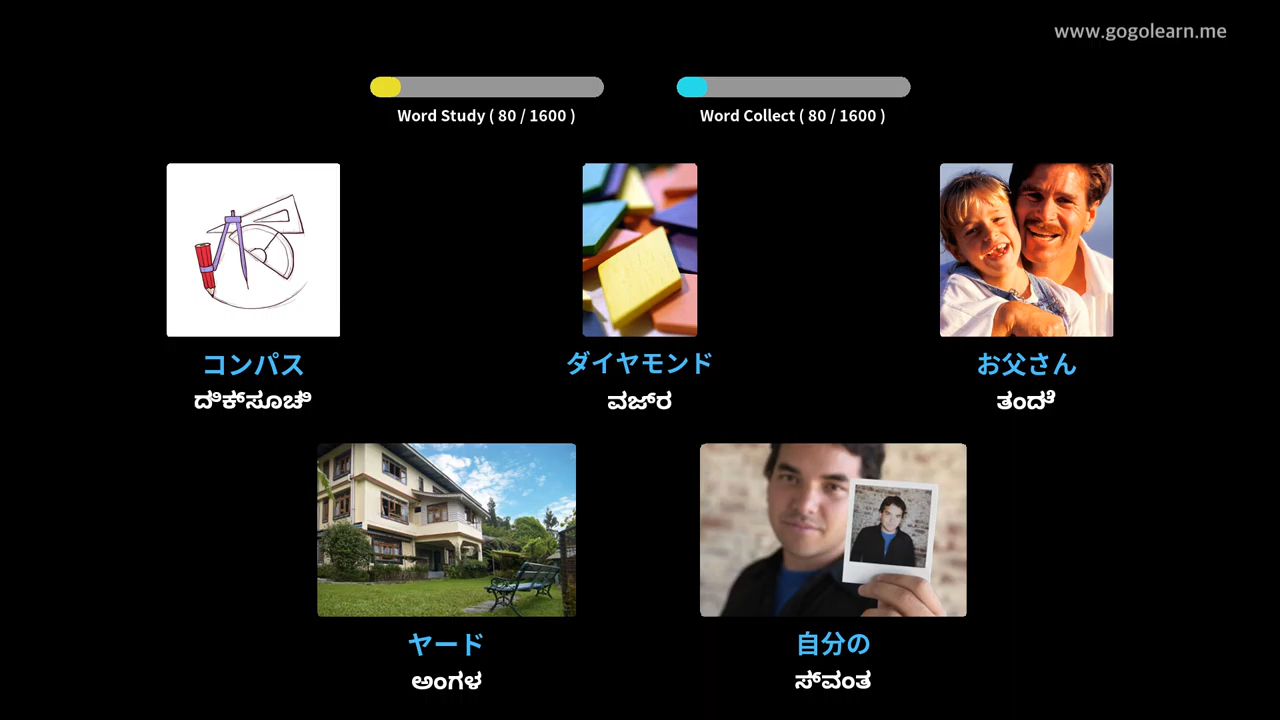 www.gogolearn.me
Word Study ( 80 / 1600 )
Word Collect ( 80 / 1600 )
コンパス
ದಿಕ್‌ಸೂಚಿ
ダイヤモンド
ವಜ್‌ರ
お父さん
ತಂದೆ
ヤード
ಅಂಗಳ
自分の
ಸ್‌ವಂತ